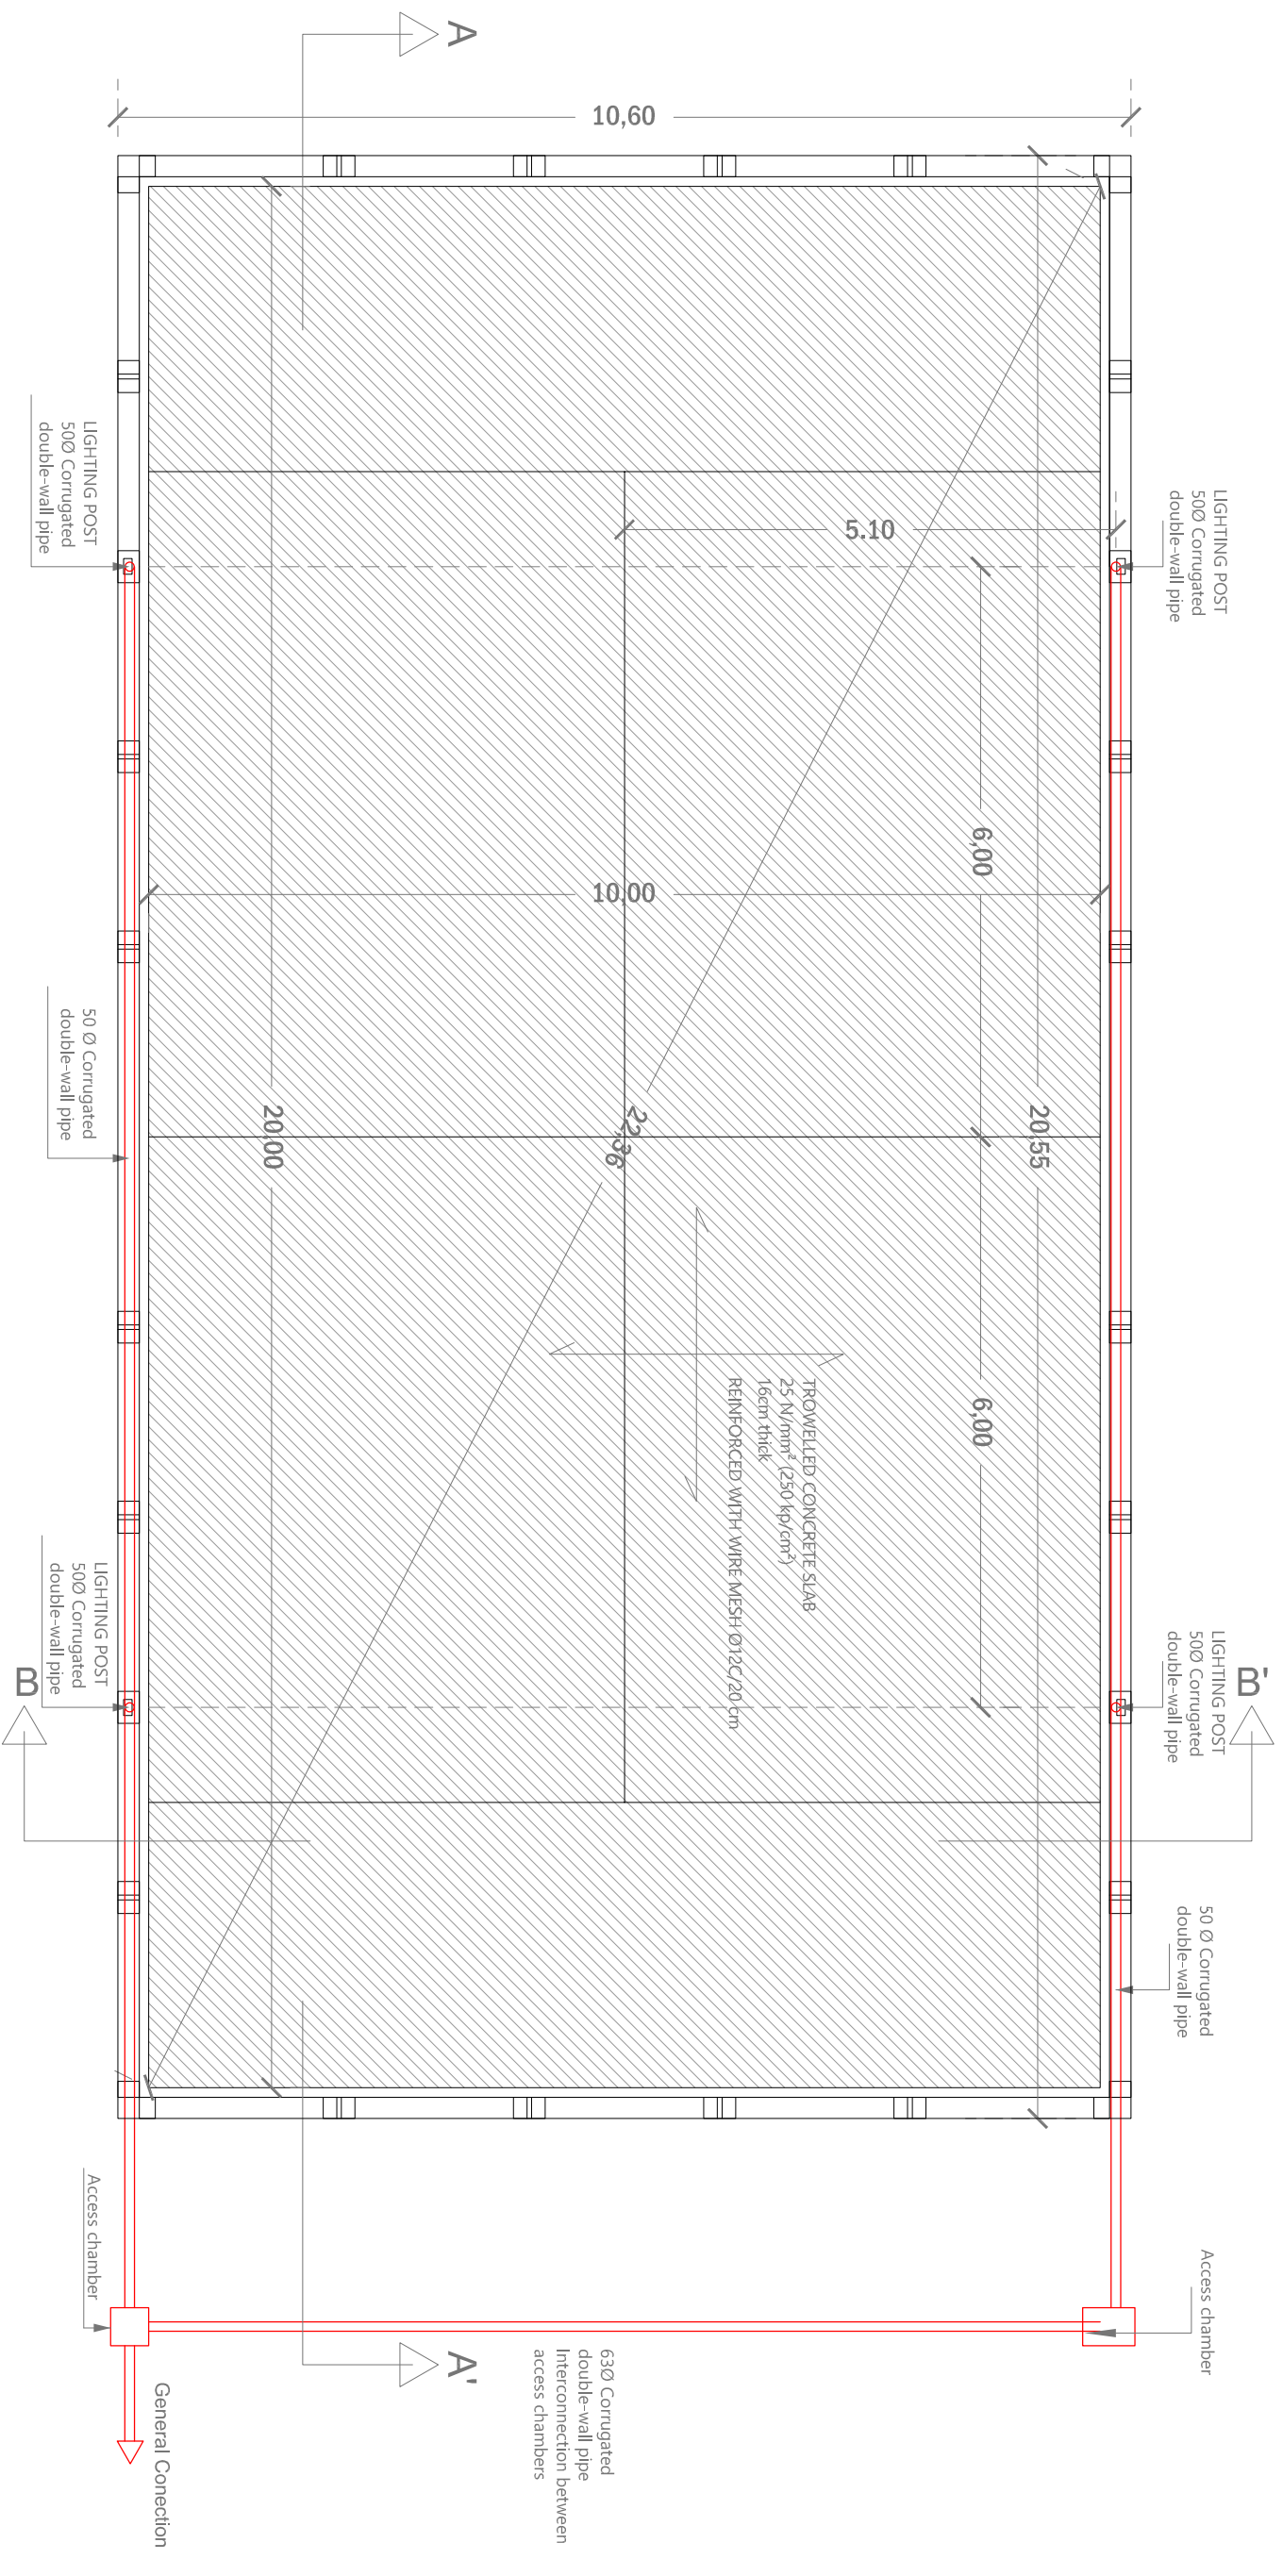 A
10,60
LIGHTING POST
50Ø Corrugated
double-wall pipe
LIGHTING POST
50Ø Corrugated
double-wall pipe
5.10
6,00
10,00
50 Ø Corrugated
double-wall pipe
20,00
22,36
20,55
TROWELLED CONCRETE SLAB
25 N/mm² (250 kp/cm²)
16cm thick
REINFORCED WITH WIRE MESH Ø12C/20 cm
6,00
LIGHTING POST
50Ø Corrugated
double-wall pipe
LIGHTING POST
50Ø Corrugated
double-wall pipe
B
B'
50 Ø Corrugated
double-wall pipe
Access chamber
Access chamber
A'
63Ø Corrugated
double-wall pipe
Interconnection between
access chambers
General Conection